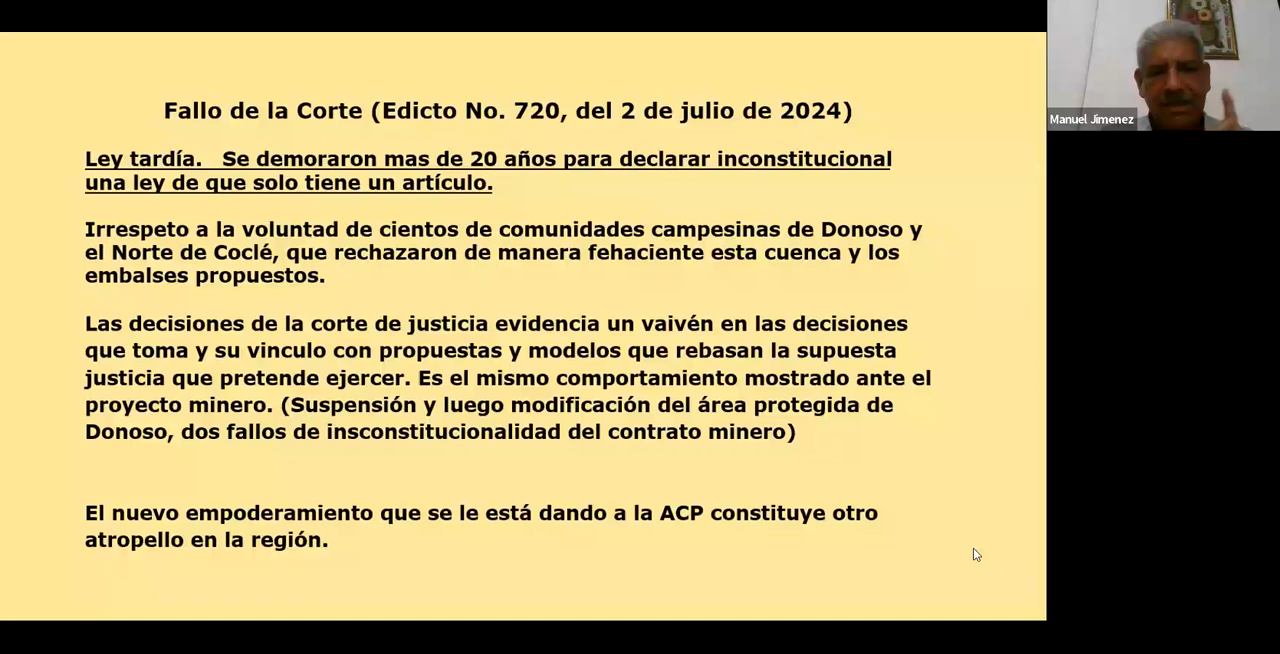 Fallo de la Corte (Edicto No. 720, del 2 de julio de 2024)
Ley tardía.   Se demoraron mas de 20 años para declarar inconstitucional
una ley de que solo tiene un artículo.
Irrespeto a la voluntad de cientos de comunidades campesinas de Donoso y
el Norte de Coclé, que rechazaron de manera fehaciente esta cuenca y los
embalses propuestos.
Las decisiones de la corte de justicia evidencia un vaivén en las decisiones
que toma y su vinculo con propuestas y modelos que rebasan la supuesta
justicia que pretende ejercer. Es el mismo comportamiento mostrado ante el
proyecto minero. (Suspensión y luego modificación del área protegida de
Donoso, dos fallos de insconstitucionalidad del contrato minero)
El nuevo empoderamiento que se le está dando a la ACP constituye otro
atropello en la región.
Manuel Jimenez